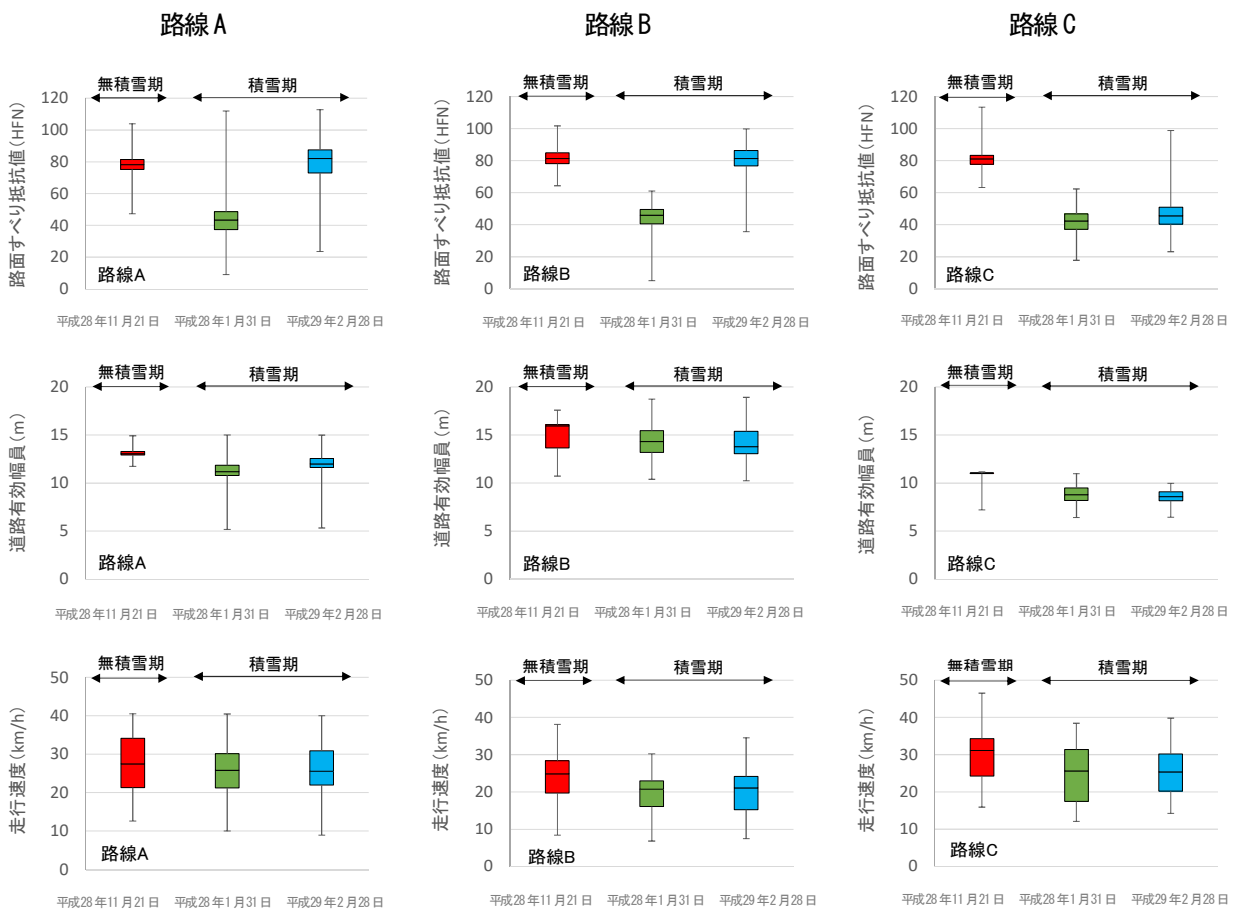 路線A
路線B
路線C
無積雪期
積雪期
路面すべり抵抗値(HFN)
120
100
80
60
40
20
0
路線A
平成28年11月21日
平成28年1月31日
平成29年2月28日
無積雪期
積雪期
路面すべり抵抗値(HFN)
120
100
80
60
40
20
0
路線B
平成28年11月21日
平成28年1月31日
平成29年2月28日
無積雪期
積雪期
路面すべり抵抗値(HFN)
120
100
80
60
40
20
0
路線C
平成28年11月21日
平成28年1月31日
平成29年2月28日
無積雪期
積雪期
道路有効幅員(m)
20
15
10
5
0
路線A
平成28年11月21日
平成28年1月31日
平成29年2月28日
無積雪期
積雪期
道路有効幅員(m)
20
15
10
5
0
路線B
平成28年11月21日
平成28年1月31日
平成29年2月28日
無積雪期
積雪期
道路有効幅員(m)
20
15
10
5
0
路線C
平成28年11月21日
平成28年1月31日
平成29年2月28日
無積雪期
積雪期
走行速度(km/h)
50
40
30
20
10
0
路線A
平成28年11月21日
平成28年1月31日
平成29年2月28日
無積雪期
積雪期
走行速度(km/h)
50
40
30
20
10
0
路線B
平成28年11月21日
平成28年1月31日
平成29年2月28日
無積雪期
積雪期
走行速度(km/h)
50
40
30
20
10
0
路線C
平成28年11月21日
平成28年1月31日
平成29年2月28日